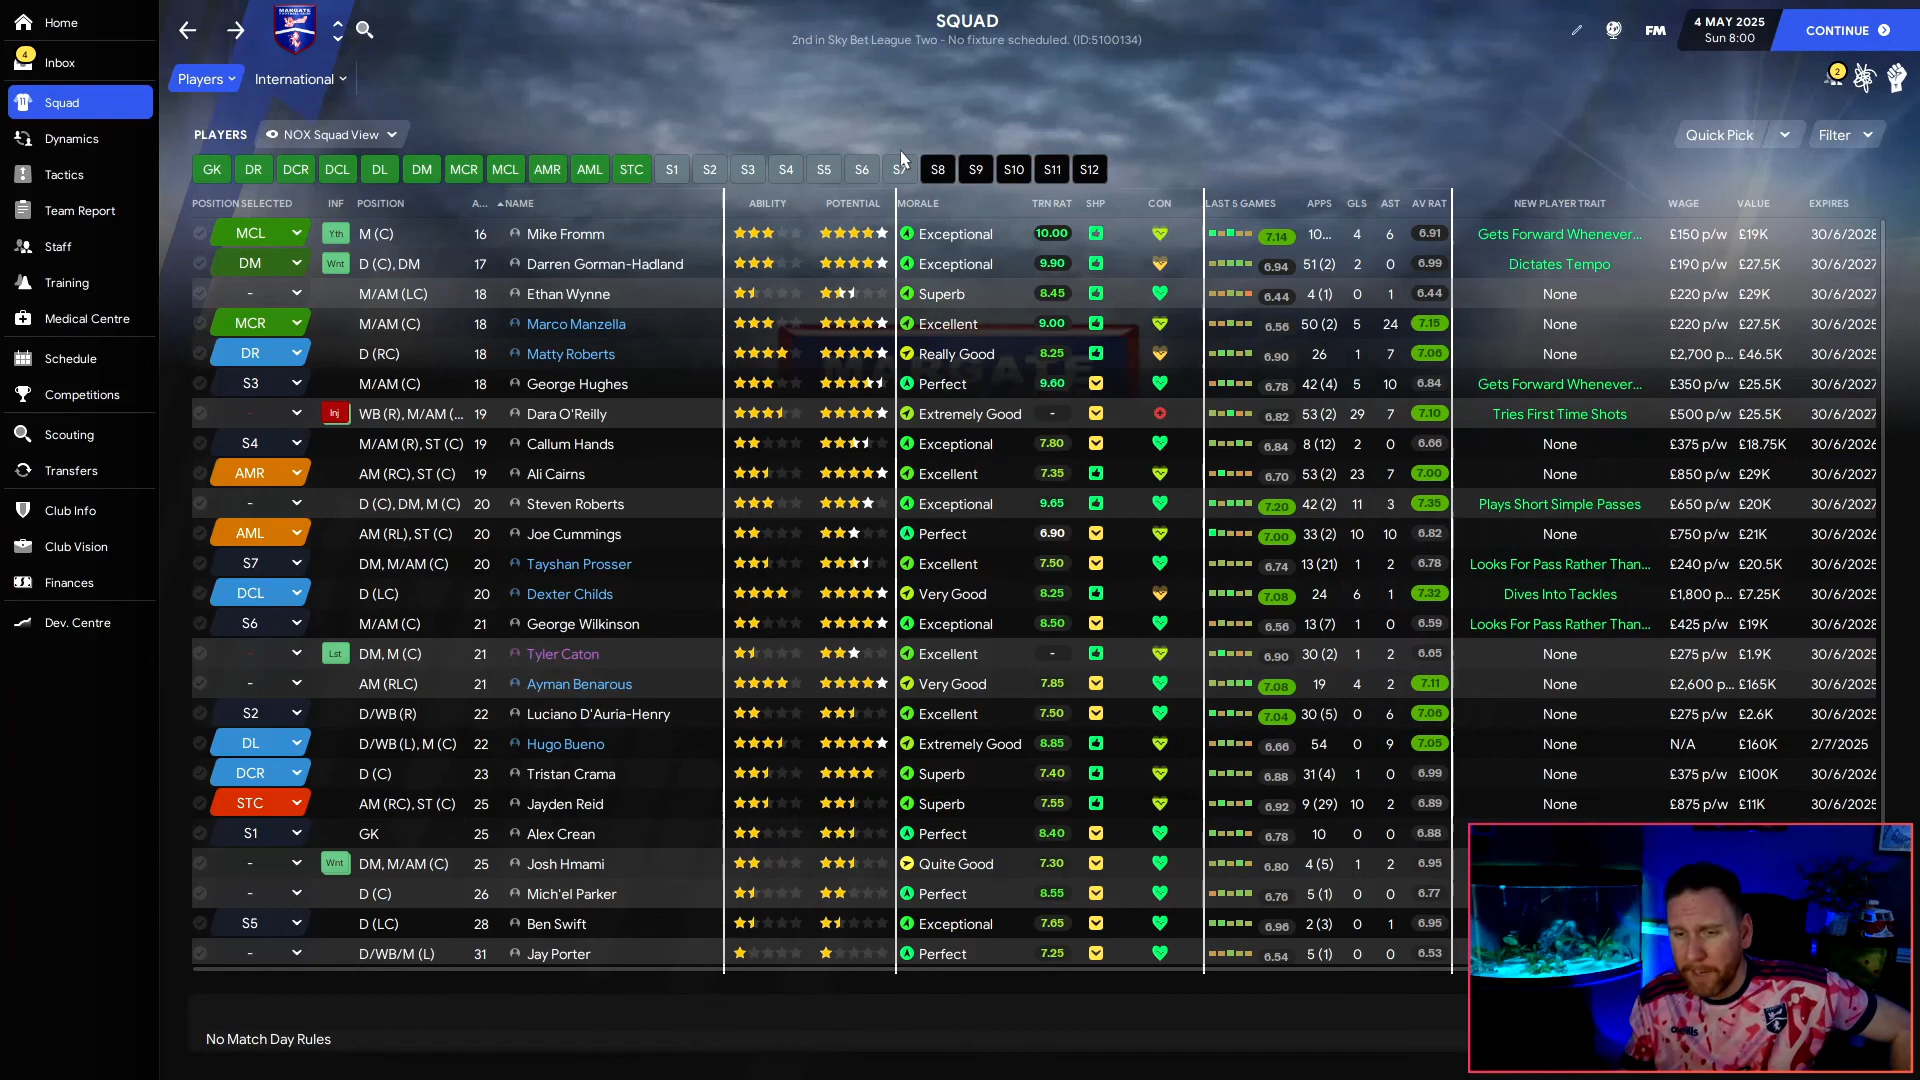 Home
SQUAD
2nd in Sky Bet League Two - No fixture scheduled. (ID:5100134)
FM
4 MAY 2025
Sun 8:00
CONTINUE
4
Inbox
Players
International
2
Squad
Dynamics
PLAYERS
NOX Squad View
Quick Pick
Filter
Tactics
GK DR DCR DCL DL DM MCR MCL AMR AML STC S1 S2 S3 S4 S5 S6 S7 S8 S9 S10 S11 S12
Team Report
Staff
Training
Medical Centre
Schedule
Competitions
Scouting
Transfers
Club Info
Club Vision
Finances
Dev. Centre
POSITION SELECTED INF POSITION A... NAME ABILITY POTENTIAL MORALE TRN RAT SHP CON LAST 5 GAMES APPS GLS AST AV RAT NEW PLAYER TRAIT WAGE VALUE EXPIRES
MCL Yth M (C) 16 Mike Fromm Exceptional 10.00 7.14 10... 4 6 6.91 Gets Forward Whenever... £150 p/w £19K 30/6/2028
DM Wnt D (C), DM 17 Darren Gorman-Hadland Exceptional 9.90 6.94 51 (2) 2 0 6.99 Dictates Tempo £190 p/w £27.5K 30/6/2027
- M/AM (LC) 18 Ethan Wynne Superb 8.45 6.44 4 (1) 0 1 6.44 None £220 p/w £29K 30/6/2027
MCR M/AM (C) 18 Marco Manzella Excellent 9.00 6.56 50 (2) 5 24 7.15 None £220 p/w £27.5K 30/6/2025
DR D (RC) 18 Matty Roberts Really Good 8.25 6.90 26 1 7 7.06 None £2,700 p... £46.5K 30/6/2025
S3 M/AM (C) 18 George Hughes Perfect 9.60 6.78 42 (4) 5 10 6.84 Gets Forward Whenever... £350 p/w £25.5K 30/6/2025
- Inj WB (R), M/AM (... 19 Dara O'Reilly Extremely Good - 6.82 53 (2) 29 7 7.10 Tries First Time Shots £500 p/w £25.5K 30/6/2027
S4 M/AM (R), ST (C) 19 Callum Hands Exceptional 7.80 6.84 8 (12) 2 0 6.66 None £375 p/w £18.75K 30/6/2026
AMR AM (RC), ST (C) 19 Ali Cairns Excellent 7.35 6.70 53 (2) 23 7 7.00 None £850 p/w £29K 30/6/2027
- D (C), DM, M (C) 20 Steven Roberts Exceptional 9.65 7.20 42 (2) 11 3 7.35 Plays Short Simple Passes £650 p/w £20K 30/6/2027
AML AM (RL), ST (C) 20 Joe Cummings Perfect 6.90 7.00 33 (2) 10 10 6.82 None £750 p/w £21K 30/6/2026
S7 DM, M/AM (C) 20 Tayshan Prosser Excellent 7.50 6.74 13 (21) 1 2 6.78 Looks For Pass Rather Than... £240 p/w £20.5K 30/6/2025
DCL D (LC) 20 Dexter Childs Very Good 8.25 7.08 24 6 1 7.32 Dives Into Tackles £1,800 p... £7.25K 30/6/2025
S6 M/AM (C) 21 George Wilkinson Exceptional 8.50 6.56 13 (7) 1 0 6.59 Looks For Pass Rather Than... £425 p/w £19K 30/6/2028
- Lst DM, M (C) 21 Tyler Caton Excellent - 6.90 30 (2) 1 2 6.65 None £275 p/w £1.9K 30/6/2025
- AM (RLC) 21 Ayman Benarous Very Good 7.85 7.08 19 4 2 7.11 None £2,600 p... £165K 30/6/2025
S2 D/WB (R) 22 Luciano D'Auria-Henry Excellent 7.50 7.04 30 (5) 0 6 7.06 None £275 p/w £2.6K 30/6/2025
DL D/WB (L), M (C) 22 Hugo Bueno Extremely Good 8.85 6.66 54 0 9 7.05 None N/A £160K 2/7/2025
DCR D (C) 23 Tristan Crama Superb 7.40 6.88 31 (4) 1 0 6.99 None £375 p/w £100K 30/6/2026
STC AM (RC), ST (C) 25 Jayden Reid Superb 7.55 6.92 9 (29) 10 2 6.89 None £875 p/w £11K 30/6/2025
S1 GK 25 Alex Crean Perfect 8.40 6.78 10 0 0 6.88
- Wnt DM, M/AM (C) 25 Josh Hmami Quite Good 7.30 6.80 4 (5) 1 2 6.95
- D (C) 26 Mich'el Parker Perfect 8.55 6.76 5 (1) 0 0 6.77
S5 D (LC) 28 Ben Swift Exceptional 7.65 6.96 2 (3) 0 1 6.95
- D/WB/M (L) 31 Jay Porter Perfect 7.25 6.54 5 (1) 0 0 6.53
No Match Day Rules